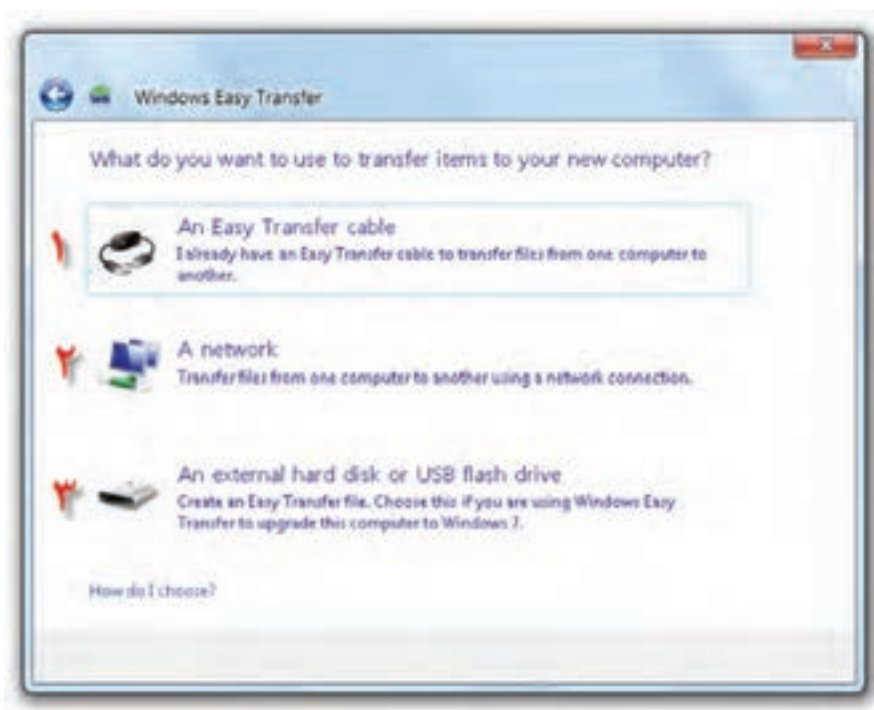 Windows Easy Transfer
What do you want to use to transfer items to your new computer?
۱
An Easy Transfer cable
I already have an Easy Transfer cable to transfer files from one computer to
another.
۲
A network
Transfer files from one computer to another using a network connection.
۳
An external hard disk or USB flash drive
Create an Easy Transfer file. Choose this if you are using Windows Easy
Transfer to upgrade this computer to Windows 7.
How do I choose?